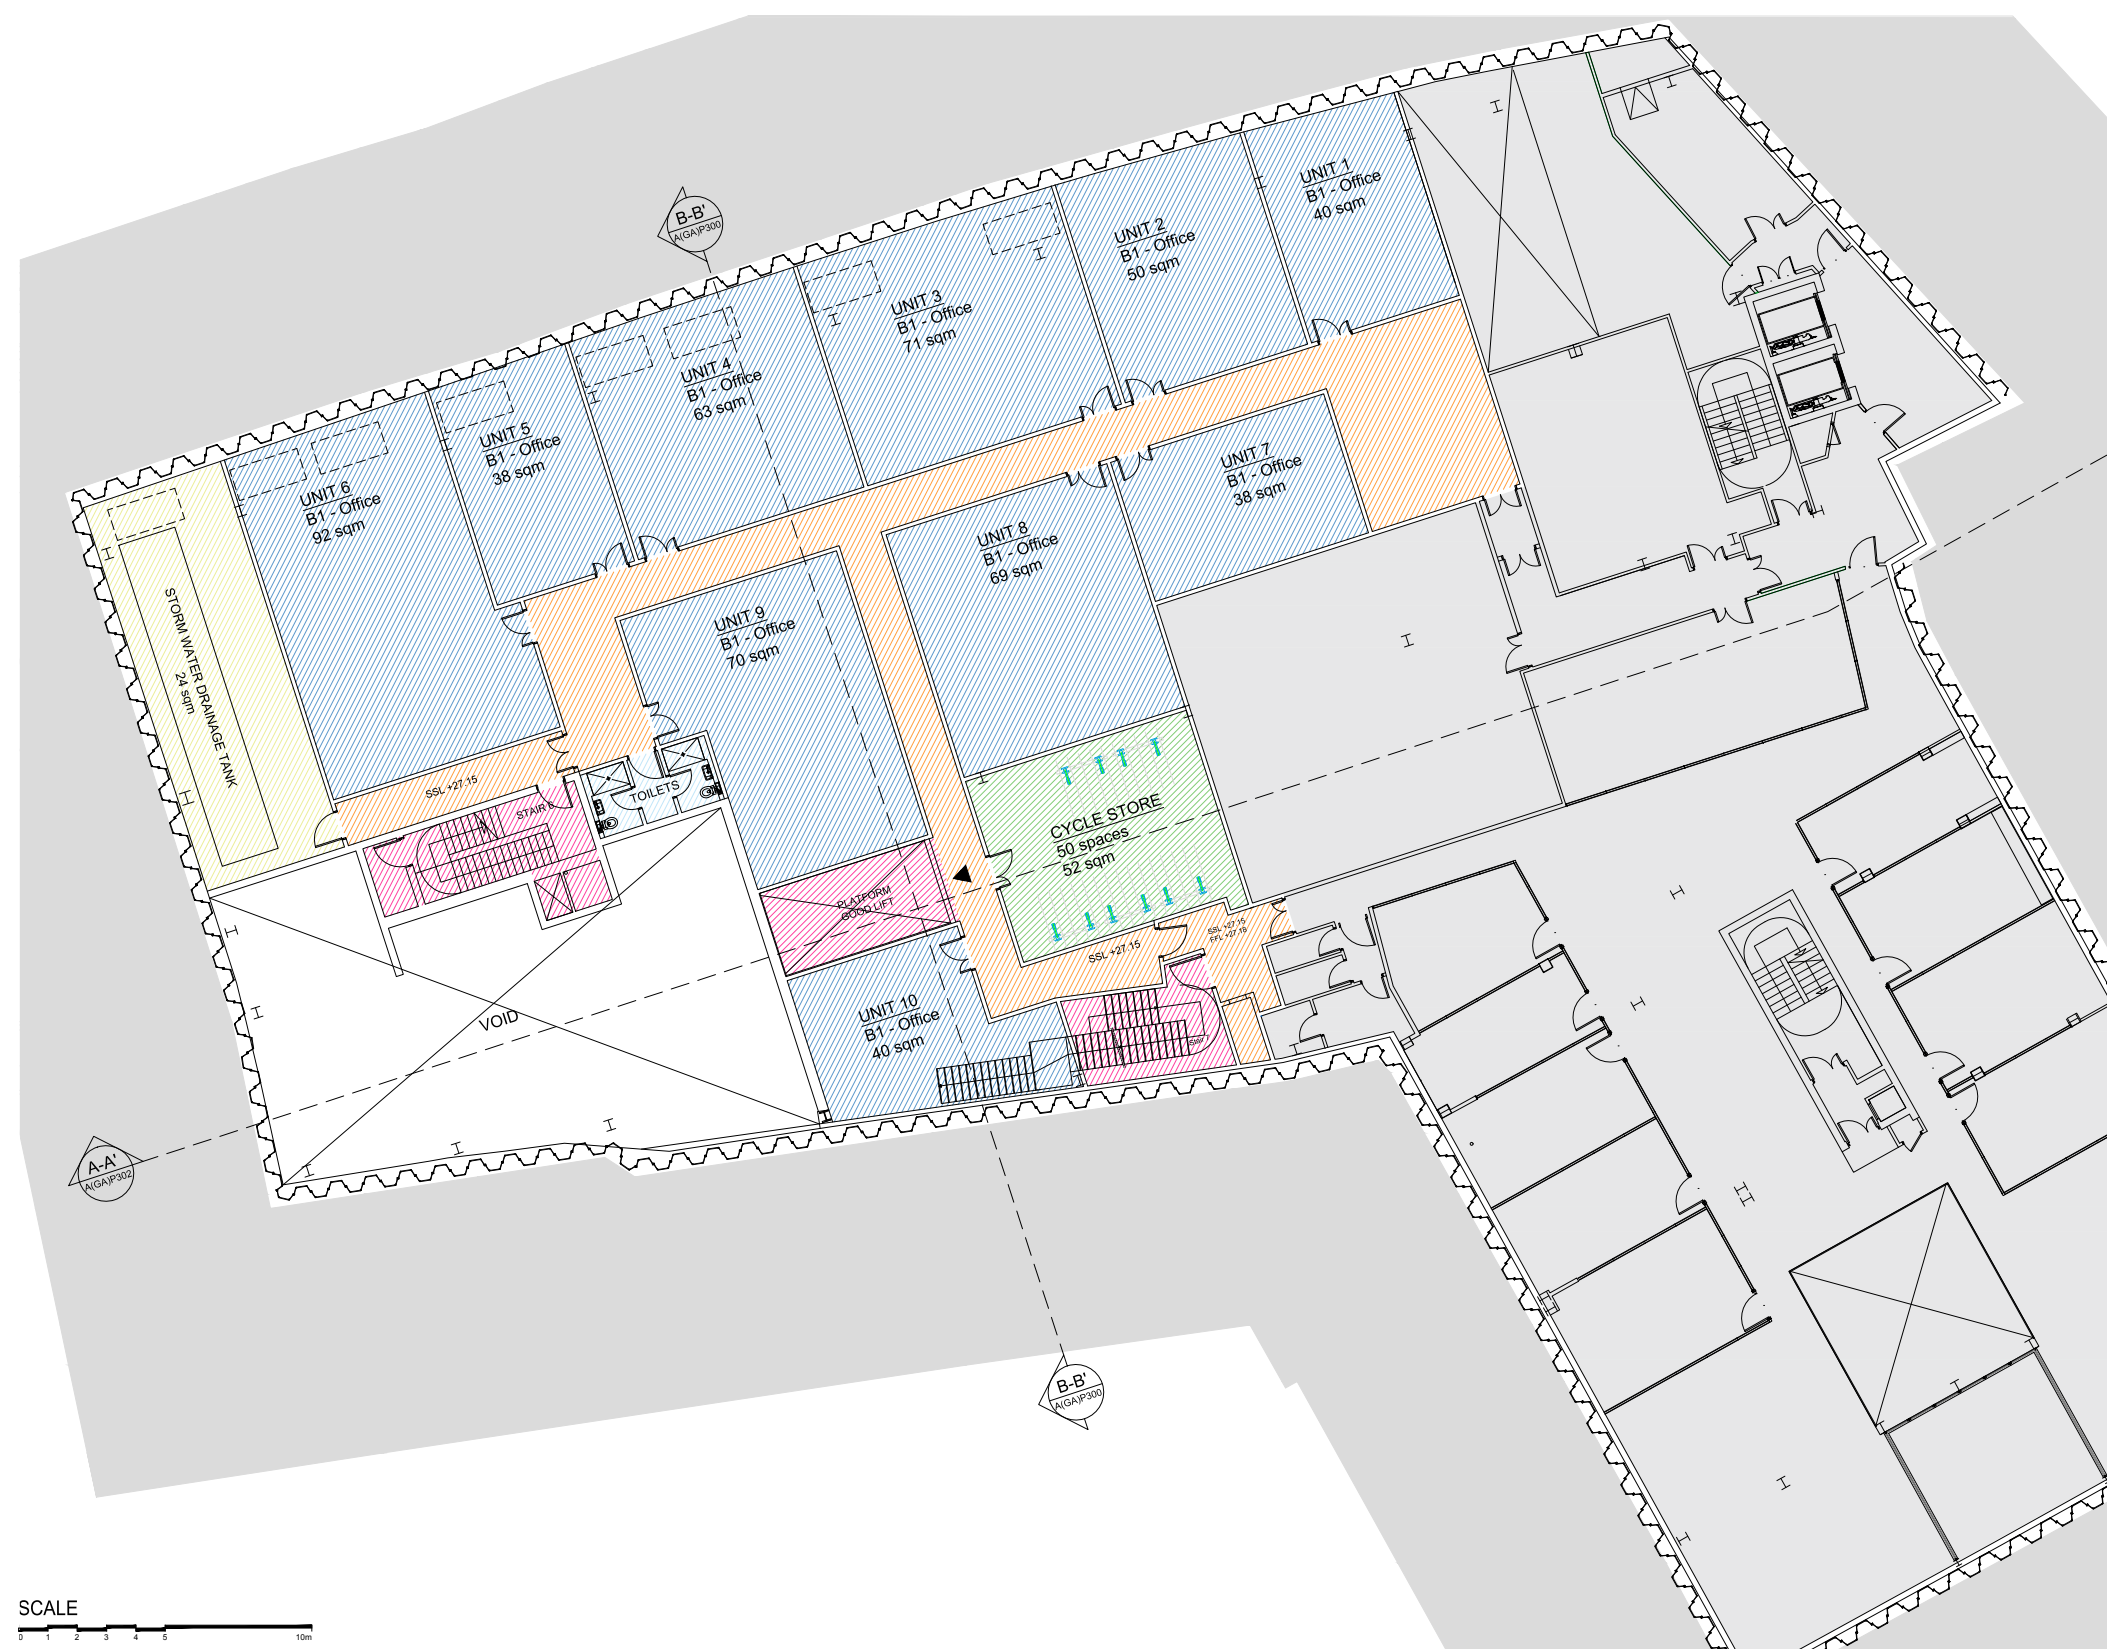 UNIT 1
B1 - Office
40 sqm
UNIT 2
B1 - Office
50 sqm
B-B'
A(GA)P300
UNIT 3
B1 - Office
71 sqm
UNIT 4
B1 - Office
63 sqm
UNIT 5
B1 - Office
38 sqm
UNIT 6
B1 - Office
92 sqm
UNIT 7
B1 - Office
38 sqm
UNIT 8
B1 - Office
69 sqm
UNIT 9
B1 - Office
70 sqm
STORM WATER DRAINAGE TANK
24 sqm
SSL +27.15
STAIR 6
TOILETS
CYCLE STORE
50 spaces
52 sqm
PLATFORM
GOOD LIFT
SSL +27.15
FFL +27.18
SSL +27.15
UNIT 10
B1 - Office
40 sqm
Stair
VOID
A-A'
A(GA)P302
B-B'
A(GA)P300
SCALE
0 1 2 3 4 5 10m